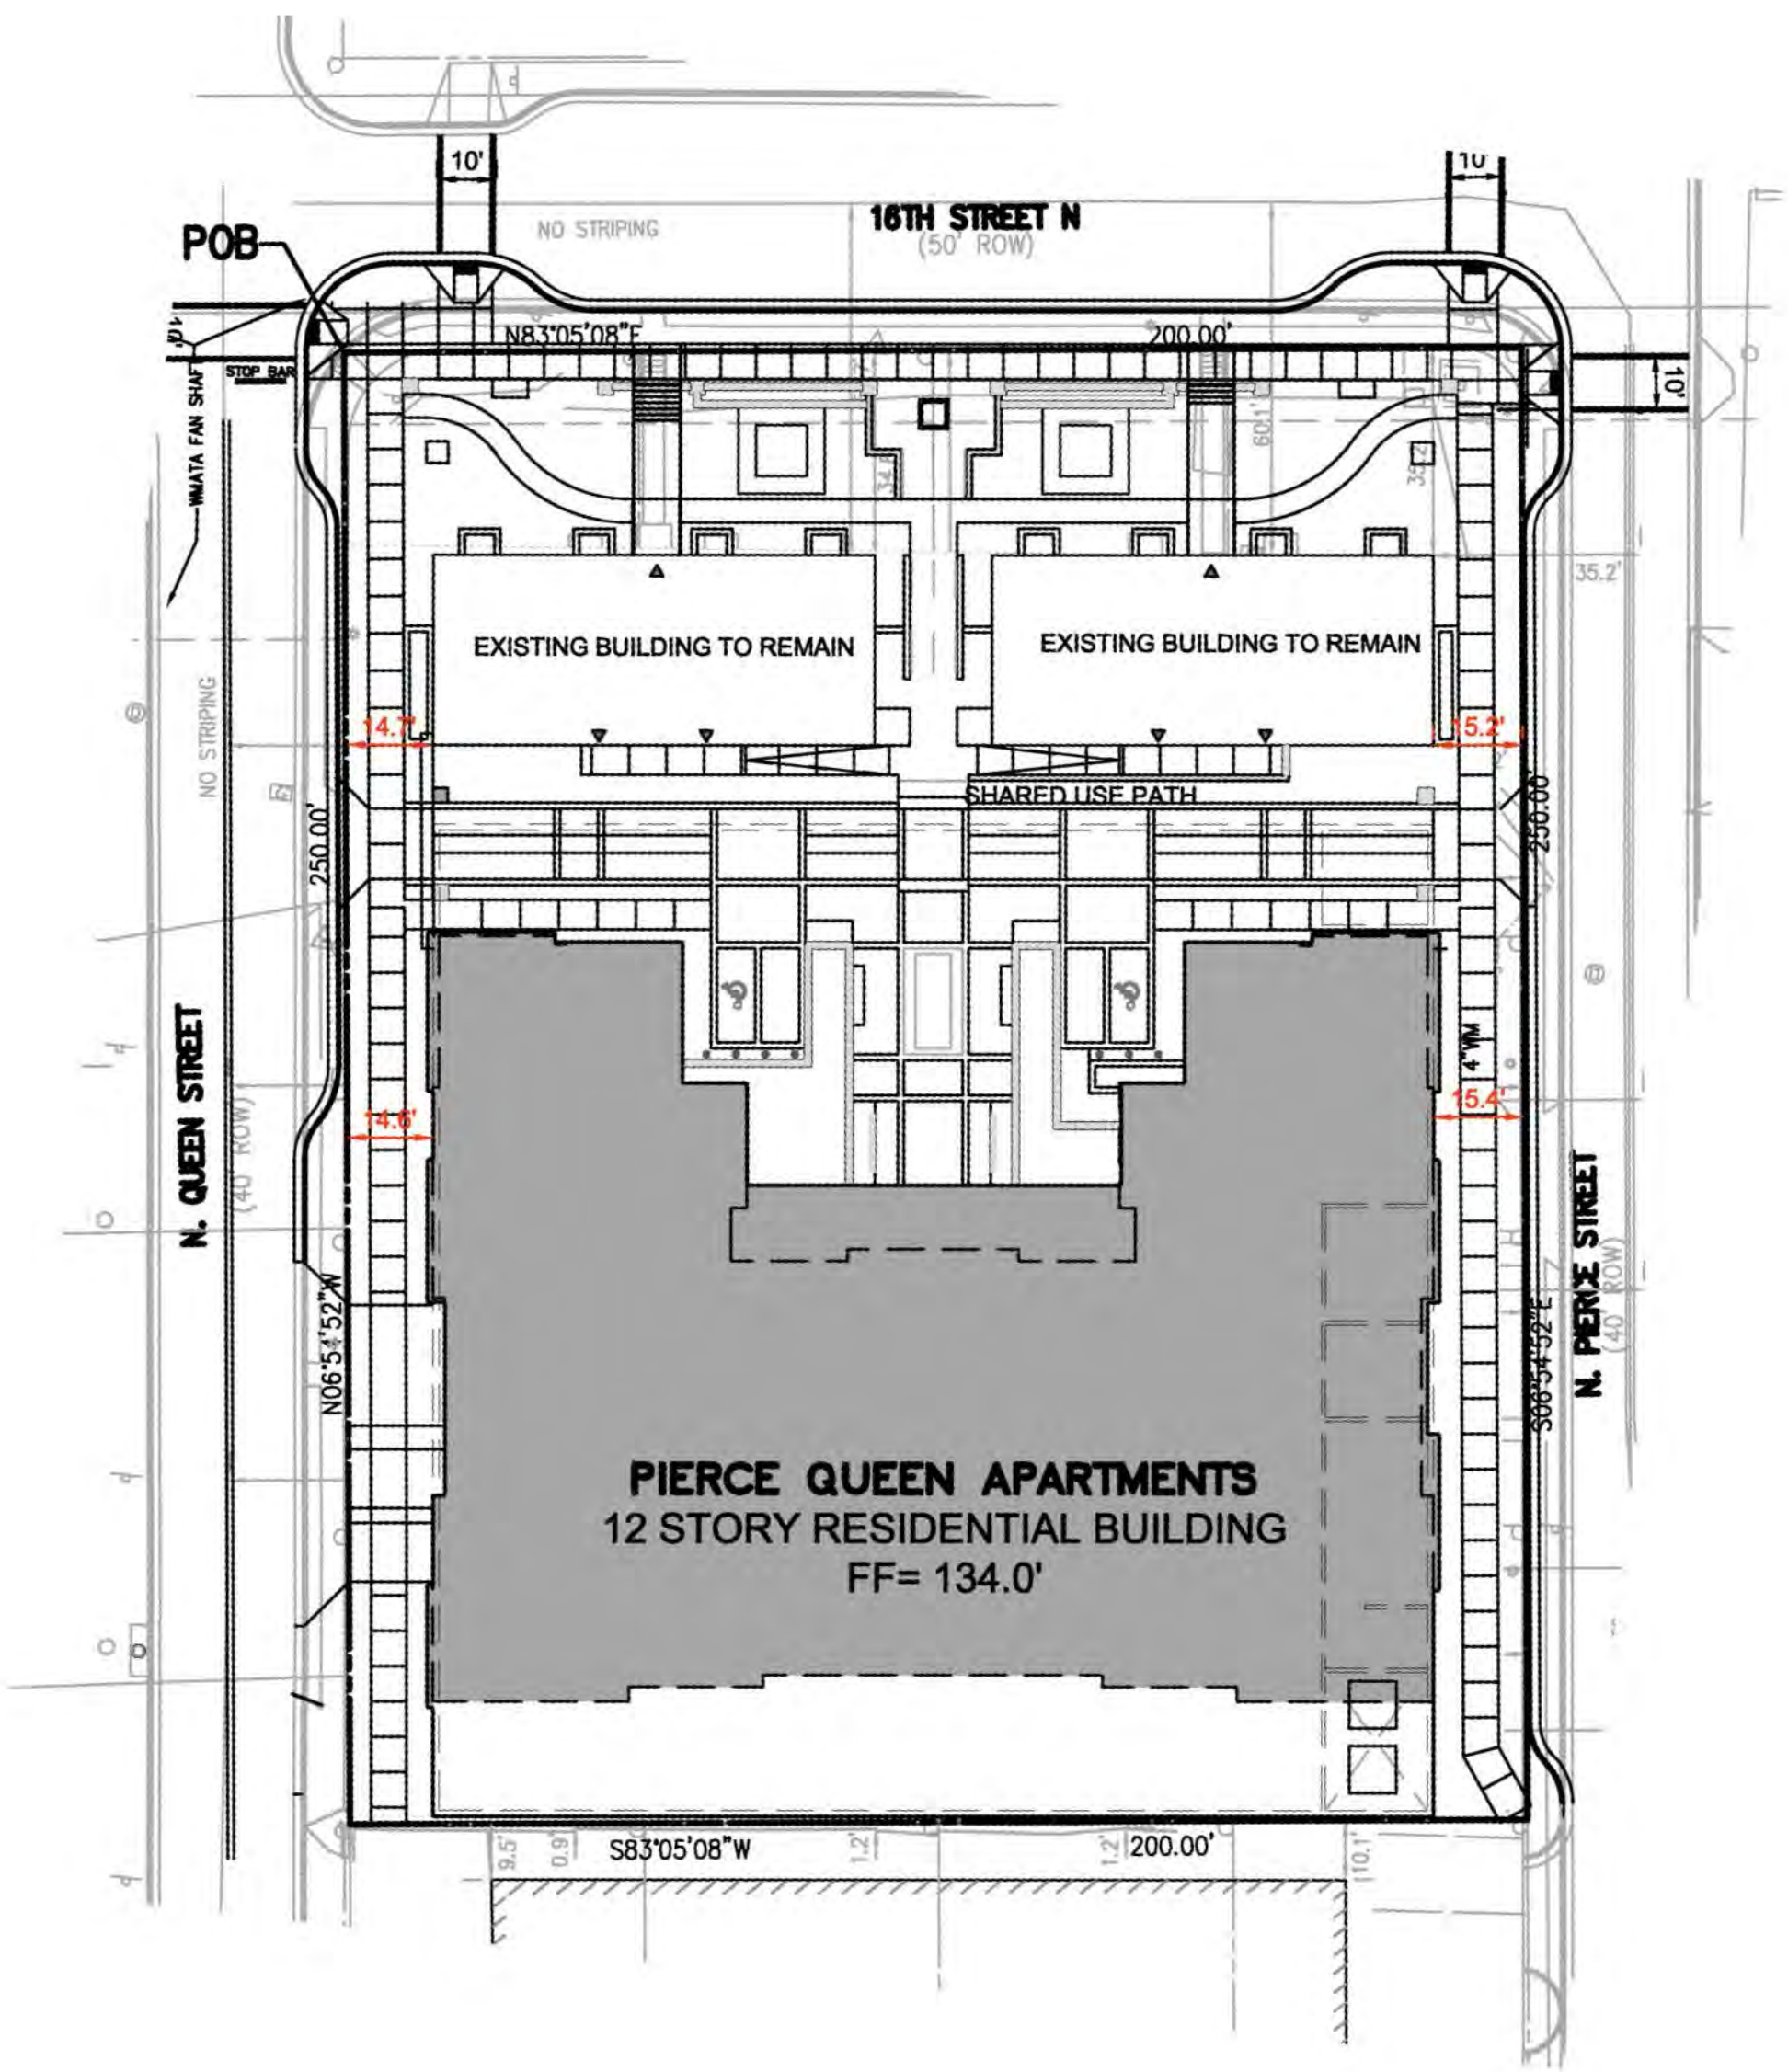 10'
10'
16TH STREET N
(50' ROW)
NO STRIPING
POB
10'
N83°05'08"E
200.00'
STOP BAR
10'
WMATA FAN SHAFT
60.1'
35.2'
35.2'
EXISTING BUILDING TO REMAIN
EXISTING BUILDING TO REMAIN
NO STRIPING
14.7'
15.2'
SHARED USE PATH
250.00'
250.00'
N. QUEEN STREET
(40' ROW)
4"WM
14.6'
15.4'
N. PIERCE STREET
(40' ROW)
N06°54'52"W
S06°54'52"E
PIERCE QUEEN APARTMENTS
12 STORY RESIDENTIAL BUILDING
FF= 134.0'
9.5'
0.9'
S83°05'08"W
1.2'
1.2'
200.00'
10.1'